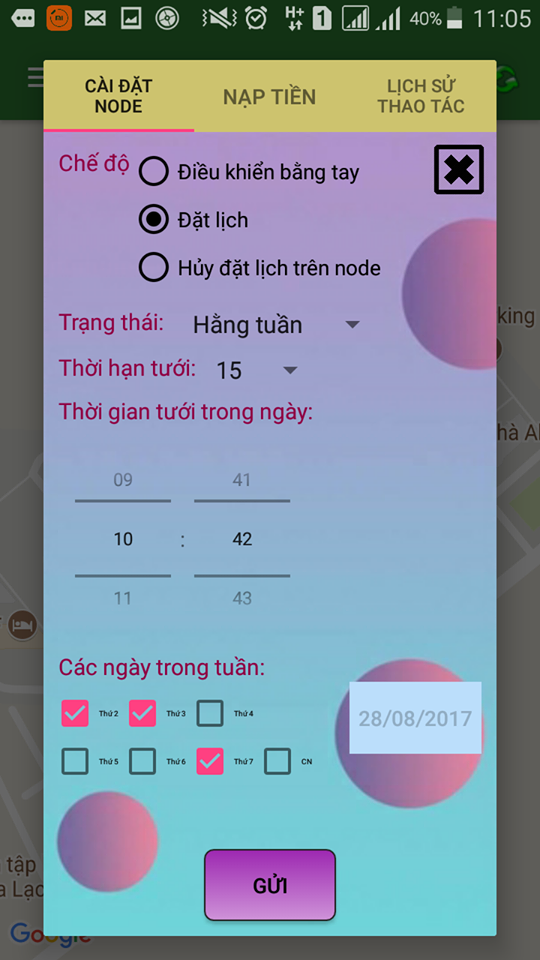 H+ 1 40% 11:05
CÀI ĐẶT
NODE
NẠP TIỀN
LỊCH SỬ
THAO TÁC
Chế độ
Điều khiển bằng tay
Đặt lịch
Hủy đặt lịch trên node
king
Trạng thái: Hằng tuần
Thời hạn tưới: 15
Thời gian tưới trong ngày:
hà Al
09 41
10 : 42
11 43
Các ngày trong tuần:
Thứ 2 Thứ 3 Thứ 4
28/08/2017
Thứ 5 Thứ 6 Thứ 7 CN
tập
a Lạc
GỬI
Google